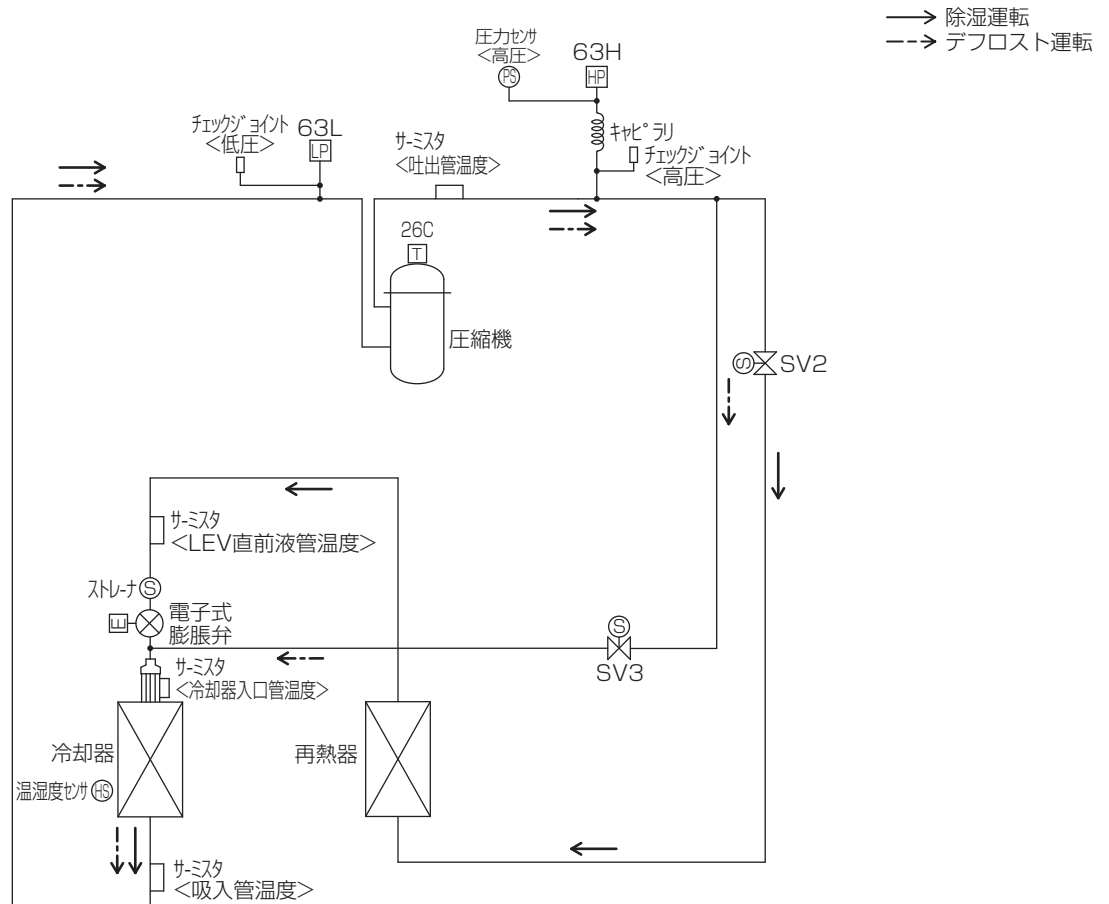 除湿運転
デフロスト運転
圧力センサ
<高圧>
PS
63H
HP
キャピラリ
チェックジョイント
<高圧>
チェックジョイント
<低圧>
63L
LP
サーミスタ
<吐出管温度>
26C
T
圧縮機
S
SV2
サーミスタ
<LEV直前液管温度>
ストレーナ
S
E
電子式
膨脹弁
S
SV3
サーミスタ
<冷却器入口管温度>
冷却器
再熱器
温湿度センサ
HS
サーミスタ
<吸入管温度>